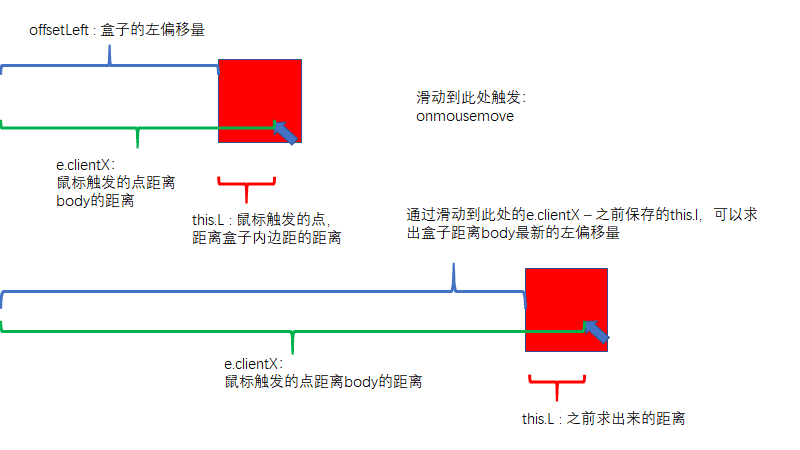 offsetLeft : 盒子的左偏移量
滑动到此处触发：
onmousemove
e.clientX：
鼠标触发的点距离
body的距离
this.L : 鼠标触发的点，
距离盒子内边距的距离
通过滑动到此处的e.clientX – 之前保存的this.l，可以求
出盒子距离body最新的左偏移量
e.clientX：
鼠标触发的点距离body的距离
this.L : 之前求出来的距离